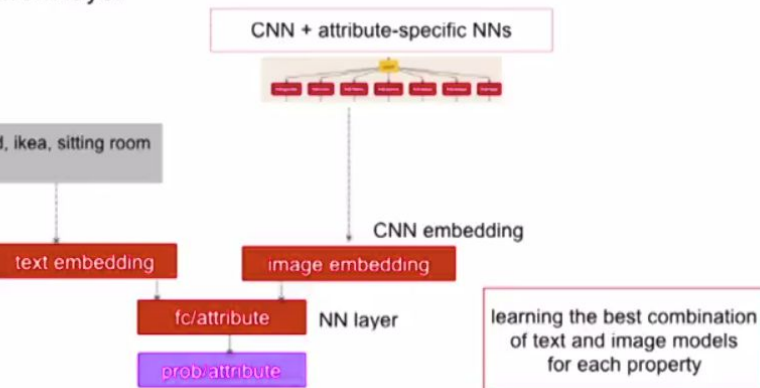 CNN + attribute-specific NNs
, ikea, sitting room
CNN embedding
text embedding
image embedding
fc/attribute
NN layer
prob/attribute
learning the best combination
of text and image models
for each property